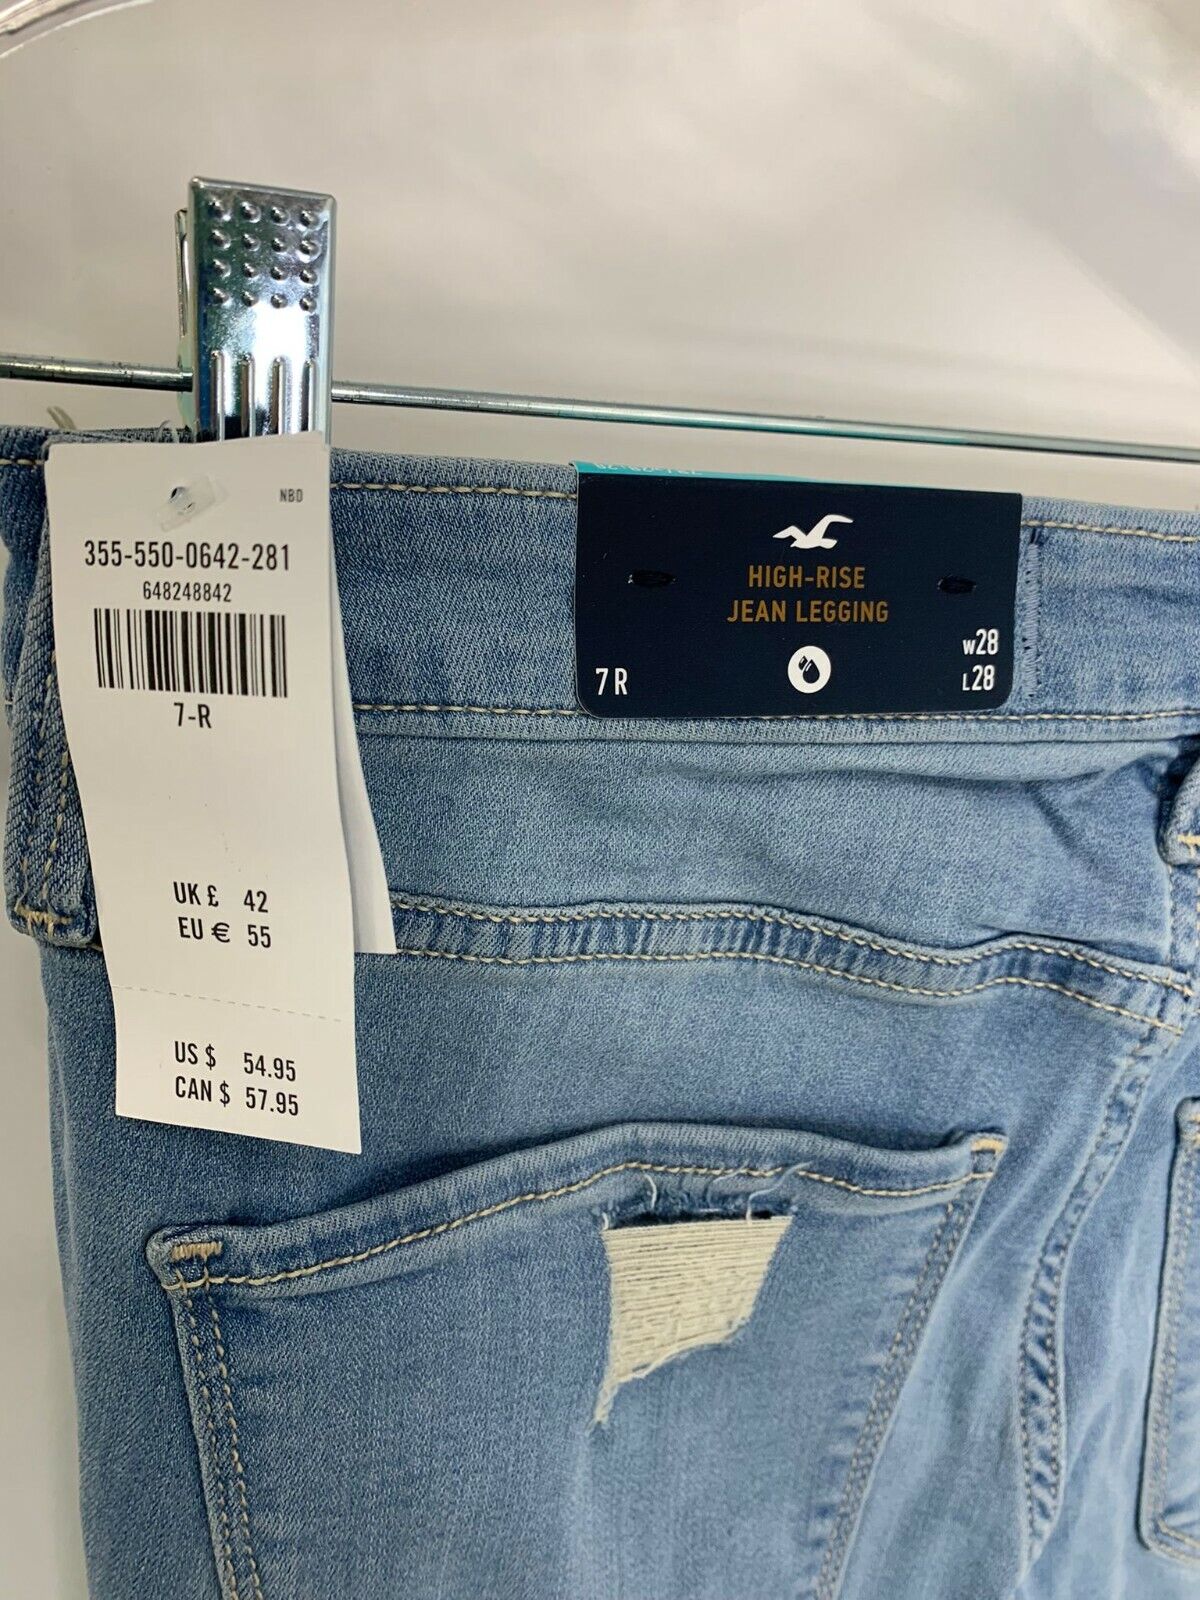 NBD
355-550-0642-281
648248842
7-R
UK £ 42
EU € 55
US $ 54.95
CAN $ 57.95
HIGH-RISE
JEAN LEGGING
7 R
W28
L28